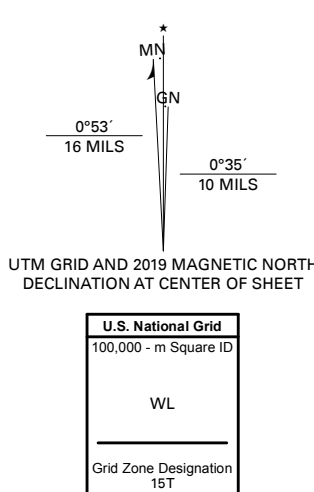 ★
MN
GN
0°53´
16 MILS
0°35´
10 MILS
UTM GRID AND 2019 MAGNETIC NORTH
DECLINATION AT CENTER OF SHEET
U.S. National Grid
100,000 - m Square ID
WL
Grid Zone Designation
15T